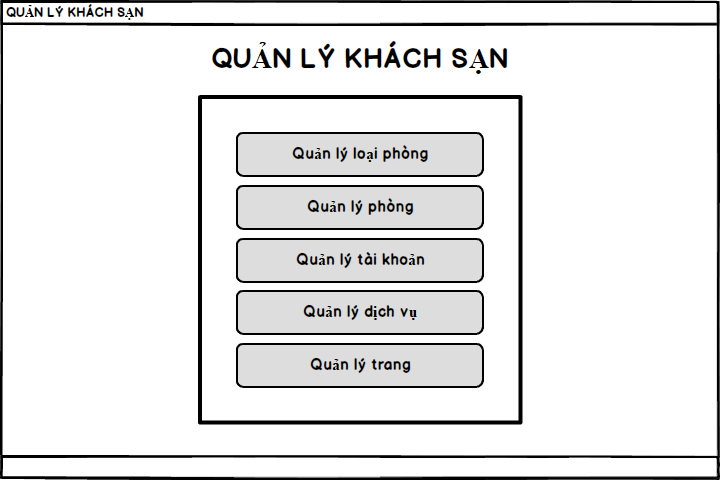 QUẢN LÝ KHÁCH SẠN
QUẢN LÝ KHÁCH SẠN
Quản lý loại phòng
Quản lý phòng
Quản lý tài khoản
Quản lý dịch vụ
Quản lý trang